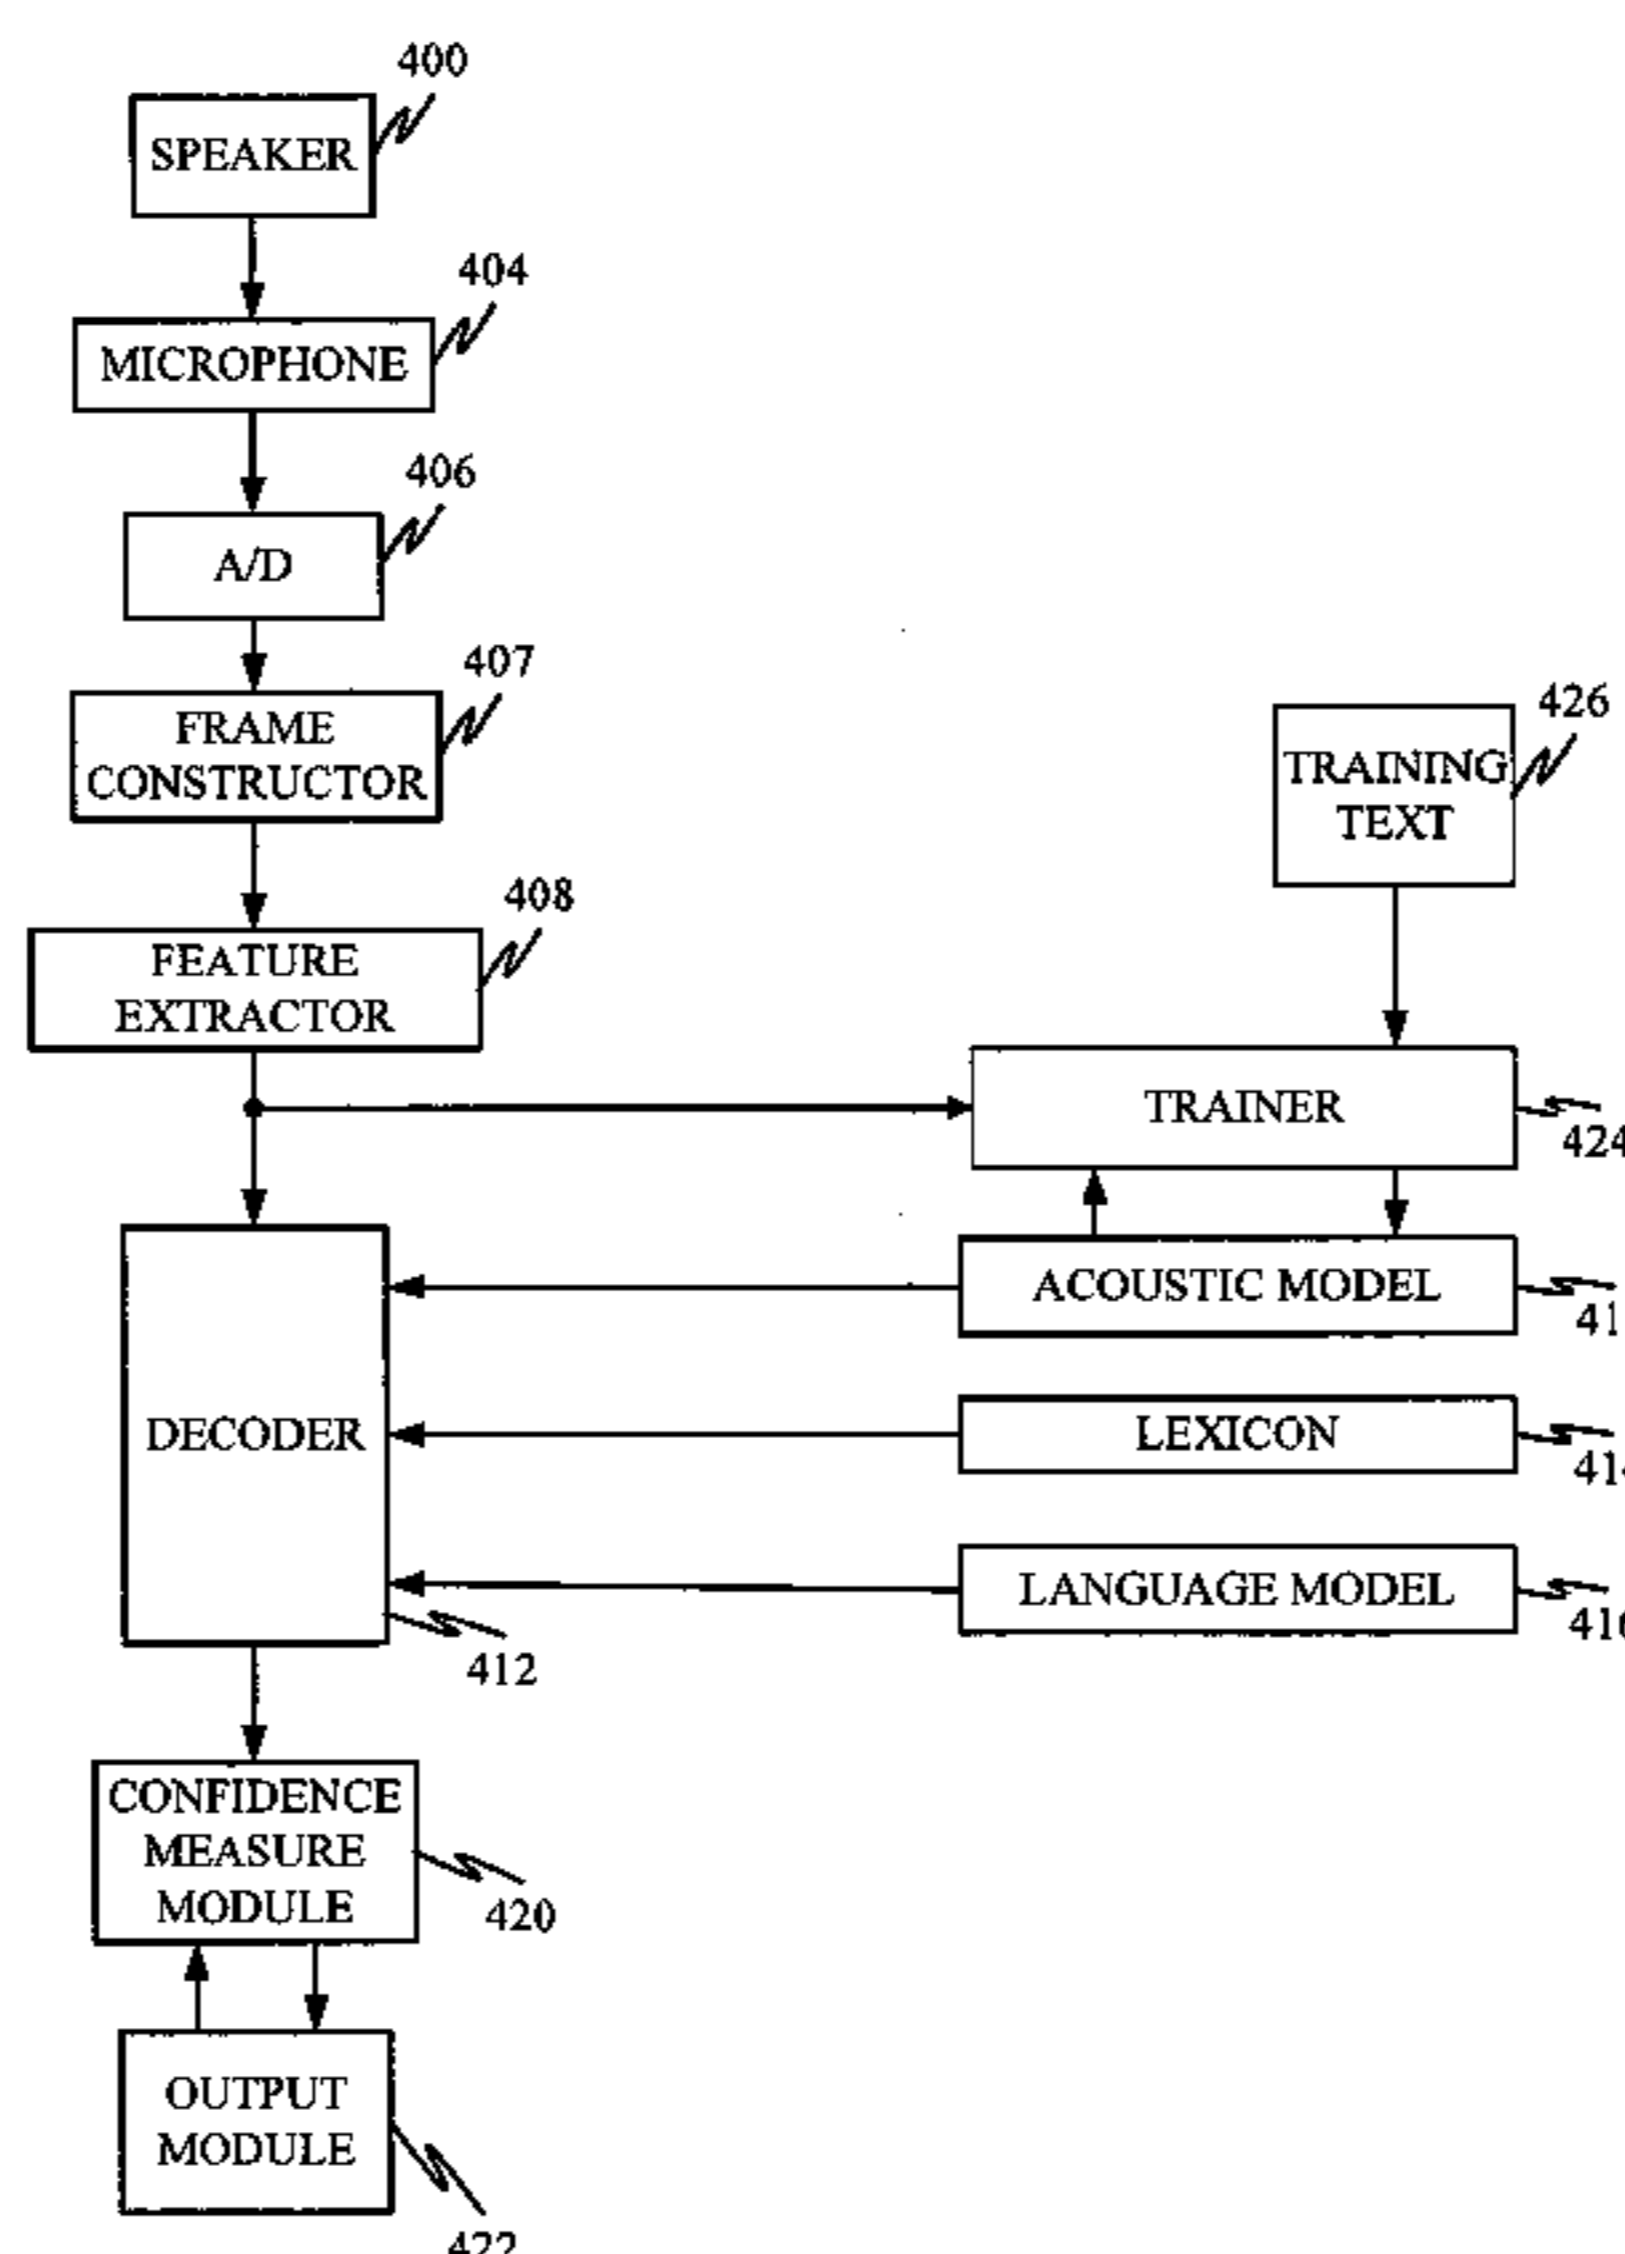 400
SPEAKER
404
MICROPHONE
406
A/D
407
FRAME
CONSTRUCTOR
426
TRAINING
TEXT
408
FEATURE
EXTRACTOR
TRAINER
424
ACOUSTIC MODEL
DECODER
LEXICON
LANGUAGE MODEL
412
CONFIDENCE
MEASURE
MODULE
420
OUTPUT
MODULE
422